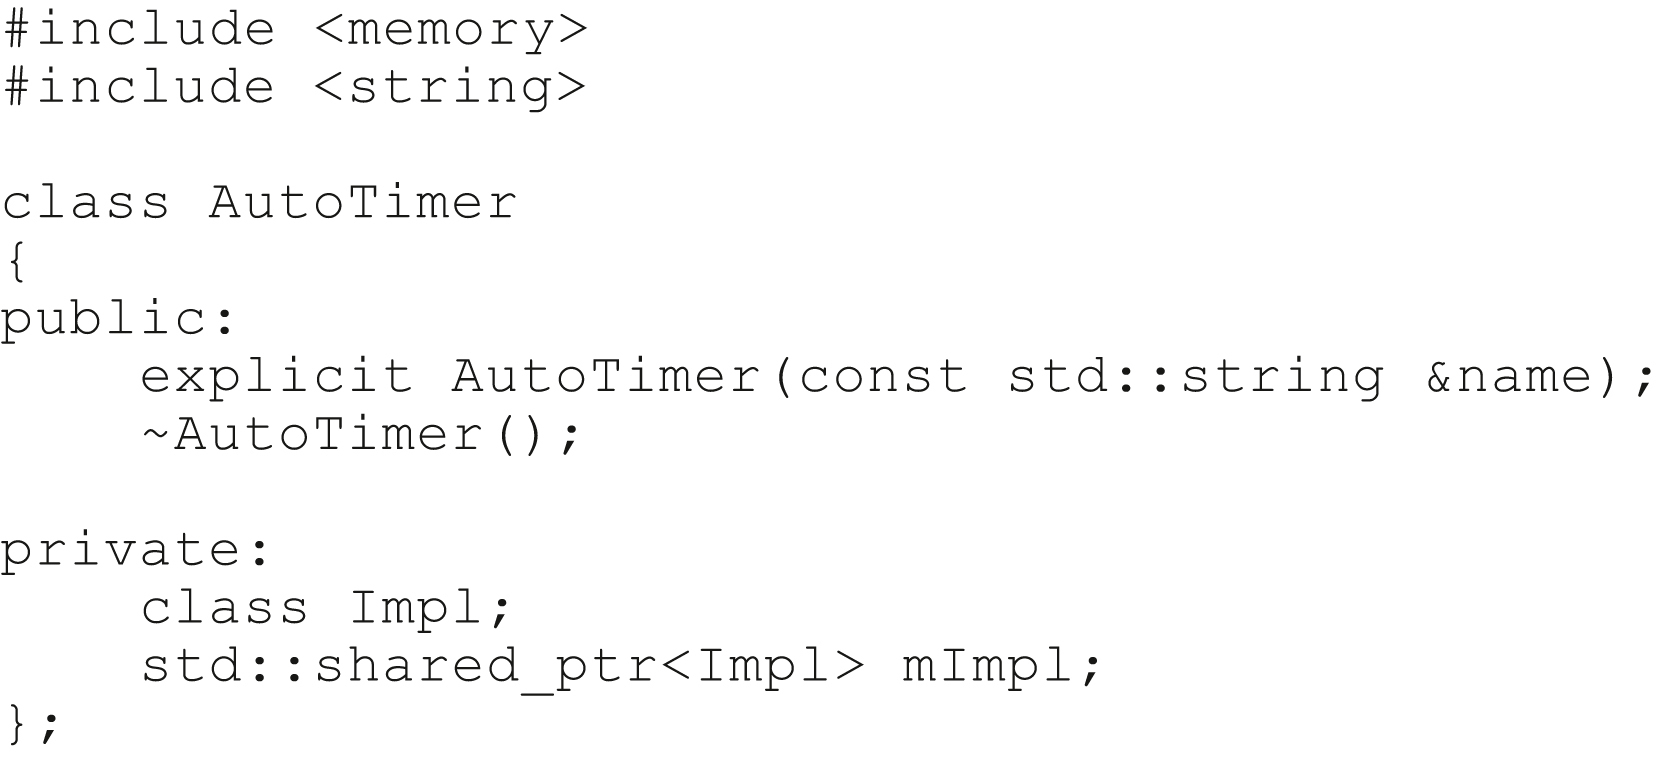 #include <memory>
#include <string>

class AutoTimer
{
public:
    explicit AutoTimer(const std::string &name);
    ~AutoTimer();

private:
    class Impl;
    std::shared_ptr<Impl> mImpl;
};